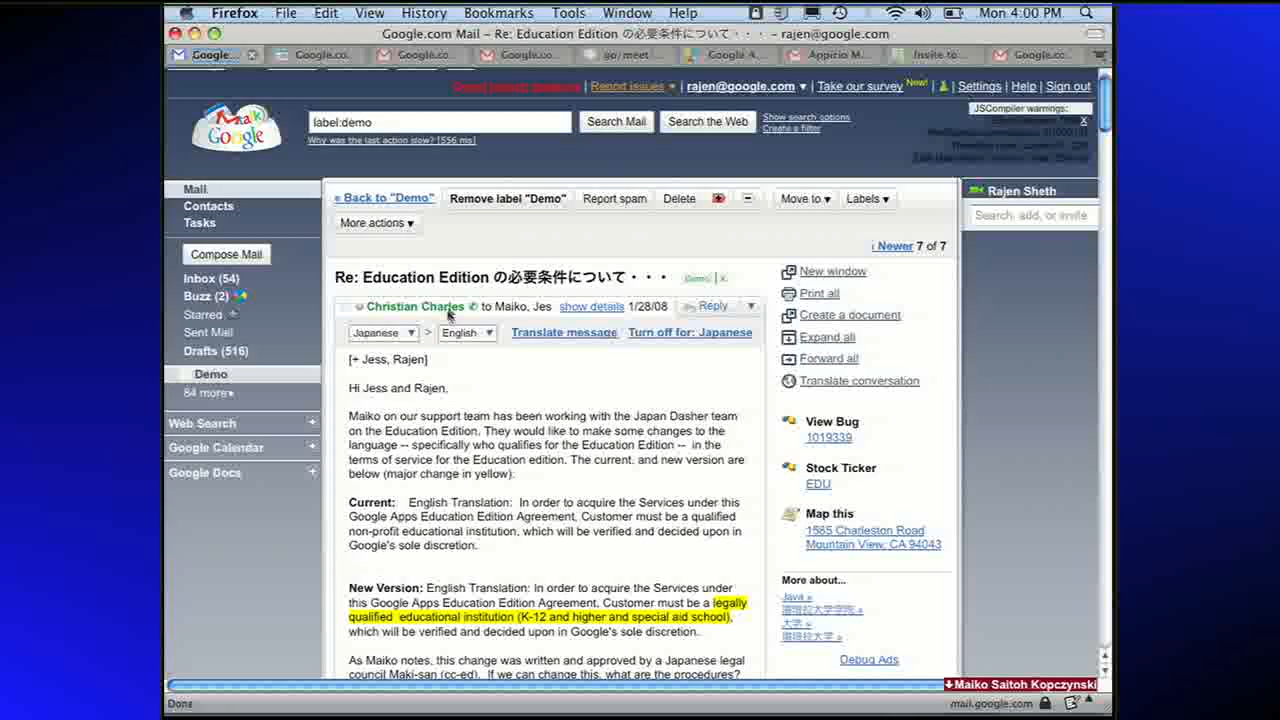 Firefox File Edit View History Bookmarks Tools Window Help Mon 4:00 PM
Google.com Mail – Re: Education Edition の必要条件について・・・ – rajen@google.com
Google... Google.co... Google.co... Google.co... go/meet Google A... Appirio M... Invite to... Google.co...
Report issues rajen@google.com Take our survey New! Settings Help Sign out
label:demo Search Mail Search the Web Show search options
Create a filter
JSCompiler warnings: x
Why was the last action slow? [556 ms]
Mail
Contacts
Tasks
Compose Mail
Inbox (54)
Buzz (2)
Starred
Sent Mail
Drafts (516)
Demo
84 more
Web Search +
Google Calendar +
Google Docs +
« Back to "Demo" Remove label "Demo" Report spam Delete Move to Labels
More actions
‹ Newer 7 of 7
Re: Education Edition の必要条件について・・・ Demo x
Christian Charles to Maiko, Jes show details 1/28/08 Reply
Japanese > English Translate message Turn off for: Japanese
[+ Jess, Rajen]
Hi Jess and Rajen,
Maiko on our support team has been working with the Japan Dasher team
on the Education Edition. They would like to make some changes to the
language -- specifically who qualifies for the Education Edition -- in the
terms of service for the Education edition. The current, and new version are
below (major change in yellow):
Current: English Translation: In order to acquire the Services under this
Google Apps Education Edition Agreement, Customer must be a qualified
non-profit educational institution, which will be verified and decided upon in
Google's sole discretion.
New Version: English Translation: In order to acquire the Services under
this Google Apps Education Edition Agreement, Customer must be a legally
qualified educational institution (K-12 and higher and special aid school),
which will be verified and decided upon in Google's sole discretion.
As Maiko notes, this change was written and approved by a Japanese legal
council Maki-san (cc-ed). If we can change this, what are the procedures?
New window
Print all
Create a document
Expand all
Forward all
Translate conversation
View Bug
1019339
Stock Ticker
EDU
Map this
1585 Charleston Road
Mountain View, CA 94043
More about...
Java »
大学 »
Debug Ads
Rajen Sheth
Search, add, or invite
Maiko Saitoh Kopczynski
Done mail.google.com